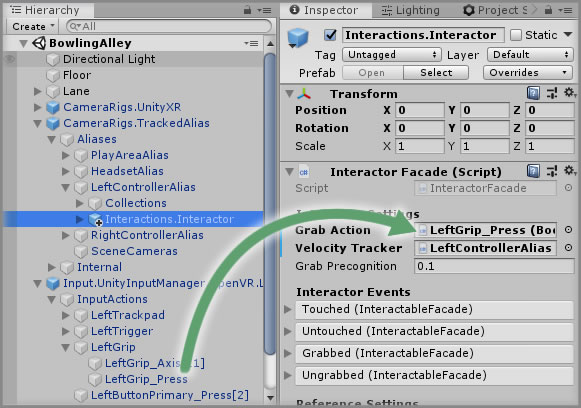 Hierarchy
Create
All
BowlingAlley
Directional Light
Floor
Lane
CameraRigs.UnityXR
CameraRigs.TrackedAlias
Aliases
PlayAreaAlias
HeadsetAlias
LeftControllerAlias
Collections
Interactions.Interactor
RightControllerAlias
SceneCameras
Internal
Input.UnityInputManager. penVR.L
InputActions
LeftTrackpad
LeftTrigger
LeftGrip
LeftGrip_Axis 1]
LeftGrip_Press
LeftButtonPrimary_Press[2]
Inspector Lighting Project S
Interactions.Interactor Static
Tag Untagged Layer Default
Prefab Open Select Overrides
Transform
Position X 0 Y 0 Z 0
Rotation X 0 Y 0 Z 0
Scale X 1 Y 1 Z 1
Interactor Facade (Script)
Script InteractorFacade
Settings
Grab Action LeftGrip_Press (Boo
Velocity Tracker LeftControllerAlias
Grab Precognition 0.1
Interactor Events
Touched (InteractableFacade)
Untouched (InteractableFacade)
Grabbed (InteractableFacade)
Ungrabbed (InteractableFacade)
Reference Settings